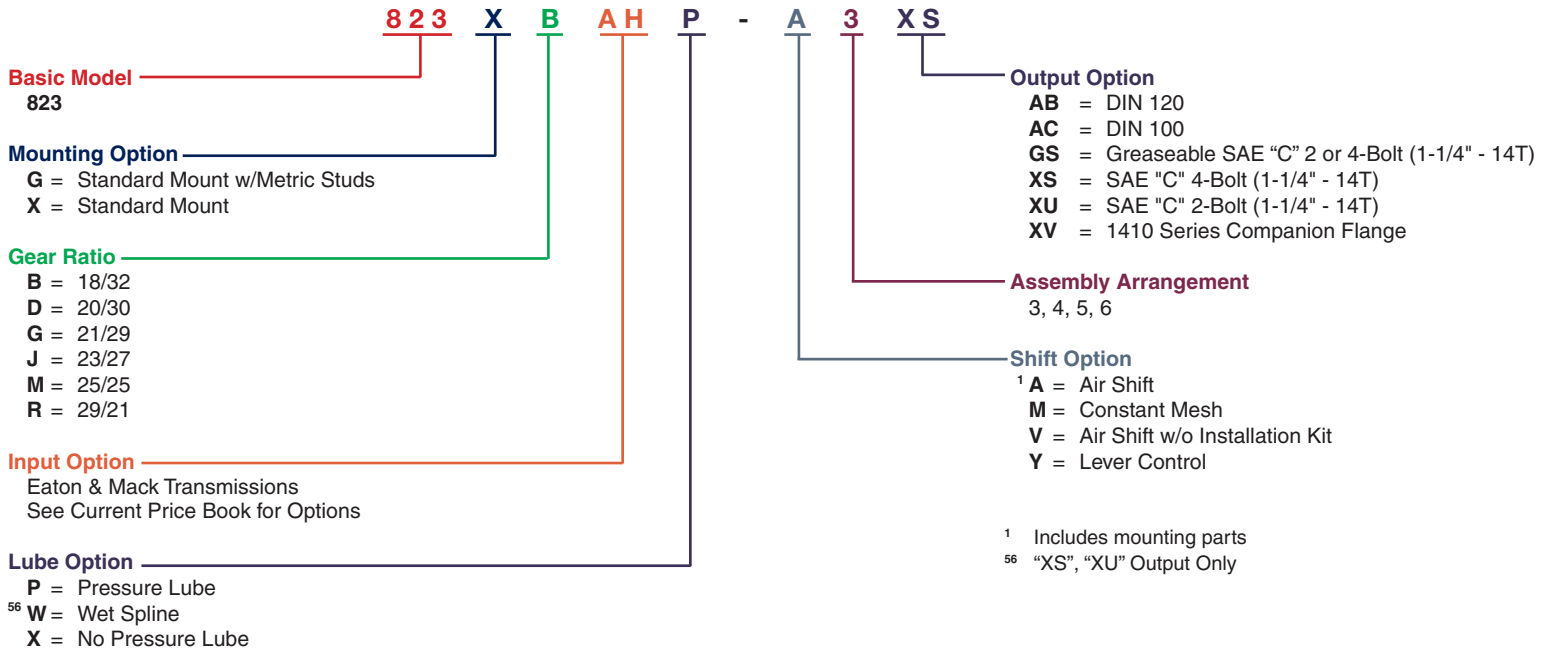 823 X B AH P - A 3 XS
Basic Model
823
Mounting Option
G = Standard Mount w/Metric Studs
X = Standard Mount
Gear Ratio
B = 18/32
D = 20/30
G = 21/29
J = 23/27
M = 25/25
R = 29/21
Input Option
Eaton & Mack Transmissions
See Current Price Book for Options
Lube Option
P = Pressure Lube
56 W = Wet Spline
X = No Pressure Lube
Output Option
AB = DIN 120
AC = DIN 100
GS = Greaseable SAE “C” 2 or 4-Bolt (1-1/4" - 14T)
XS = SAE "C" 4-Bolt (1-1/4" - 14T)
XU = SAE "C" 2-Bolt (1-1/4" - 14T)
XV = 1410 Series Companion Flange
Assembly Arrangement
3, 4, 5, 6
Shift Option
1 A = Air Shift
M = Constant Mesh
V = Air Shift w/o Installation Kit
Y = Lever Control
1 Includes mounting parts
56 “XS”, “XU” Output Only